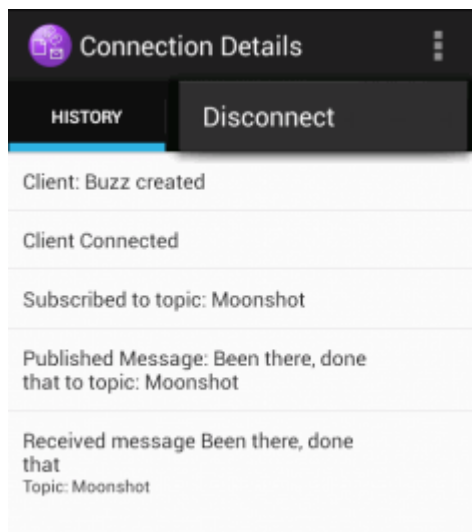 Connection Details
HISTORY
Disconnect
Client: Buzz created
Client Connected
Subscribed to topic: Moonshot
Published Message: Been there, done
that to topic: Moonshot
Received message Been there, done
that
Topic: Moonshot